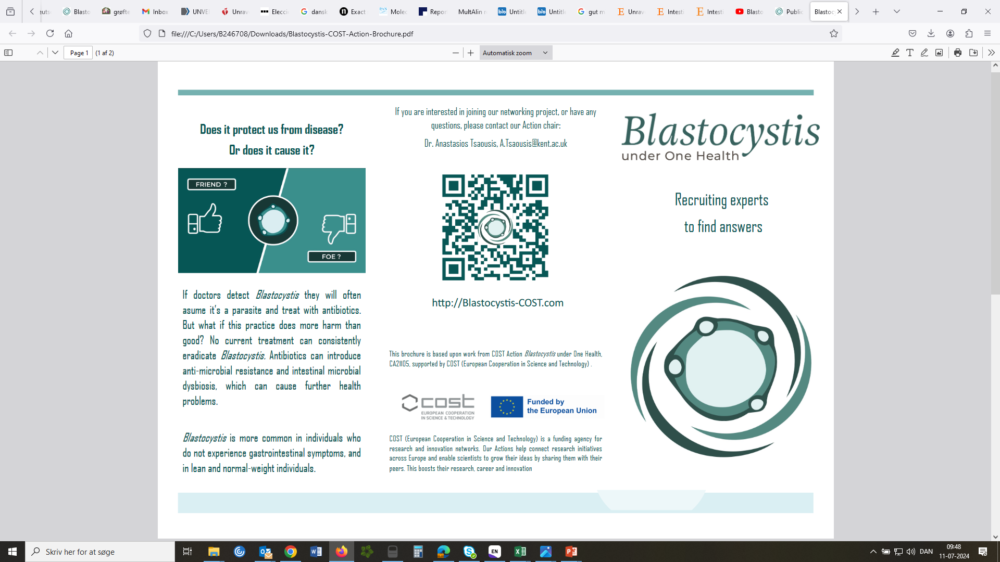 euts
Blasto
grøfte
Inbox
UNVE
Unrav
Elecci
dansk
Exact
Molec
Repor
MultAlin
Untitl
Untitl
gut m
Unrav
Intesti
Intesti
Blasto
Public
Blastocy
file:///C:/Users/B246708/Downloads/Blastocystis-COST-Action-Brochure.pdf
Page 1 (1 af 2)
Automatisk zoom
Does it protect us from disease?
Or does it cause it?
FRIEND ?
FOE ?
If doctors detect Blastocystis they will often
asume it's a parasite and treat with antibiotics.
But what if this practice does more harm than
good? No current treatment can consistently
eradicate Blastocystis. Antibiotics can introduce
anti-microbial resistance and intestinal microbial
dysbiosis, which can cause further health
problems.
Blastocystis is more common in individuals who
do not experience gastrointestinal symptoms, and
in lean and normal-weight individuals.
If you are interested in joining our networking project, or have any
questions, please contact our Action chair:
Dr. Anastasios Tsaousis, A.Tsaousis@kent.ac.uk
http://Blastocystis-COST.com
This brochure is based upon work from COST Action Blastocystis under One Health,
CA21105, supported by COST (European Cooperation in Science and Technology) .
cost
EUROPEAN COOPERATION
IN SCIENCE & TECHNOLOGY
Funded by
the European Union
COST (European Cooperation in Science and Technology) is a funding agency for
research and innovation networks. Our Actions help connect research initiatives
across Europe and enable scientists to grow their ideas by sharing them with their
peers. This boosts their research, career and innovation
Blastocystis
under One Health
Recruiting experts
to find answers
Skriv her for at søge
EN
DAN
09:48
11-07-2024